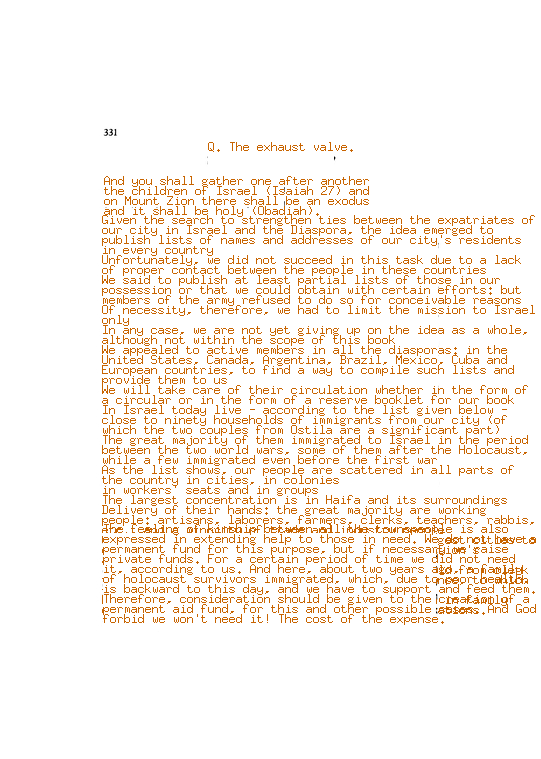 331
Q. The exhaust valve.
And you shall gather one after another
the children of Israel (Isaiah 27) and
on Mount Zion there shall be an exodus
and it shall be holy (Obadiah).
Given the search to strengthen ties between the expatriates of
our city in Israel and the Diaspora, the idea emerged to
publish lists of names and addresses of our city's residents
in every country
Unfortunately, we did not succeed in this task due to a lack
of proper contact between the people in these countries
We said to publish at least partial lists of those in our
possession or that we could obtain with certain efforts; but
members of the army refused to do so for conceivable reasons
Of necessity, therefore, we had to limit the mission to Israel
only
In any case, we are not yet giving up on the idea as a whole,
although not within the scope of this book
We appealed to active members in all the diasporas: in the
United States, Canada, Argentina, Brazil, Mexico, Cuba and
European countries, to find a way to compile such lists and
provide them to us
We will take care of their circulation whether in the form of
a circular or in the form of a reserve booklet for our book
In Israel today live - according to the list given below -
close to ninety households of immigrants from our city (of
which the two couples from Ostila are a significant part)
The great majority of them immigrated to Israel in the period
between the two world wars, some of them after the Holocaust,
while a few immigrated even before the first war
As the list shows, our people are scattered in all parts of
the country in cities, in colonies
in workers' seats and in groups
The largest concentration is in Haifa and its surroundings
Delivery of their hands: the great majority are working
people: artisans, laborers, farmers, clerks, teachers, rabbis,
The feeling of kinship between all the townspeople is also
expressed in extending help to those in need. We do not have a
permanent fund for this purpose, but if necessary we raise
private funds. For a certain period of time we did not need
it, according to us. And here, about two years ago, a
of holocaust survivors immigrated, which, due to poor health,
is backward to this day, and we have to support and feed them.
Therefore, consideration should be given to the creation of a
permanent aid fund, for this and other possible And God
forbid we won't need it! The cost of the expense.